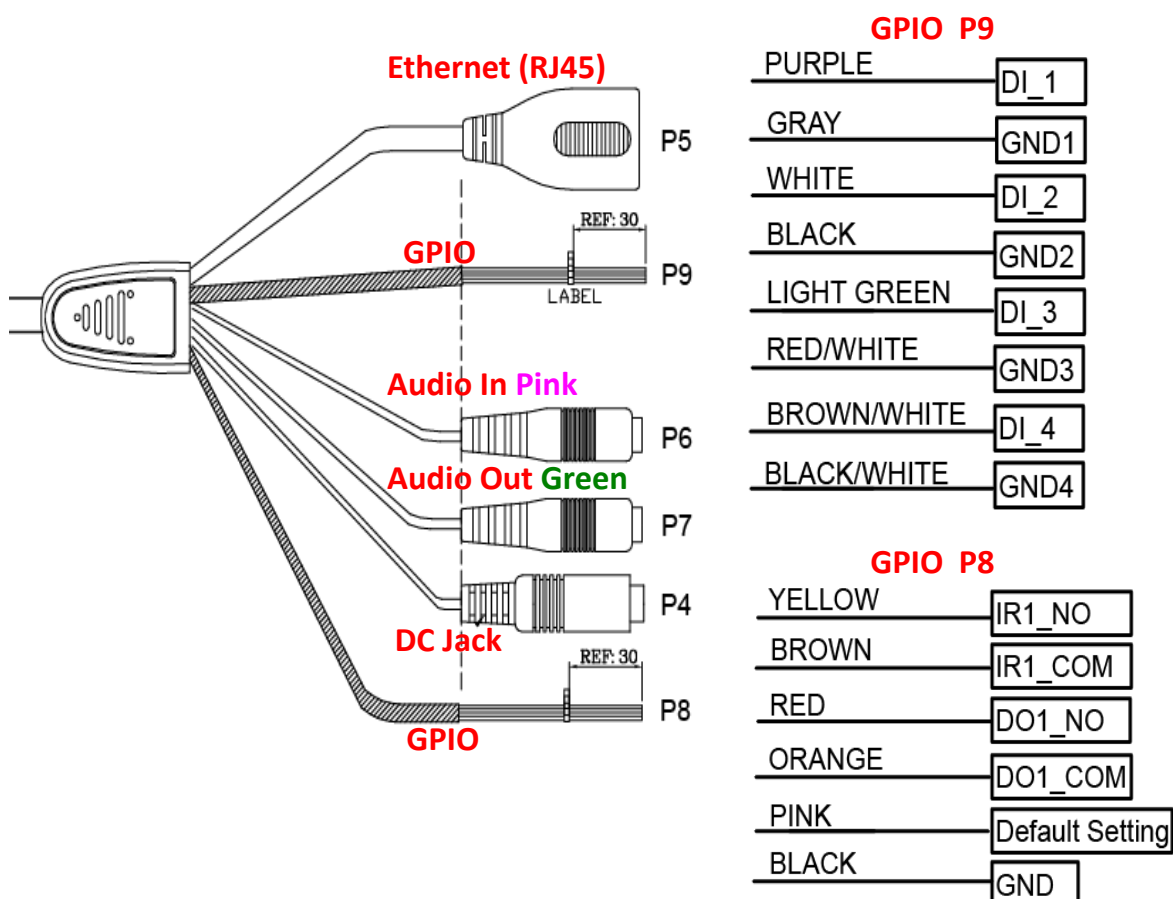 Ethernet (RJ45)
P5
REF: 30
GPIO
P9
LABEL
Audio In Pink
P6
Audio Out Green
P7
P4
DC Jack
REF: 30
P8
GPIO
GPIO P9
PURPLE DI_1
GRAY GND1
WHITE DI_2
BLACK GND2
LIGHT GREEN DI_3
RED/WHITE GND3
BROWN/WHITE DI_4
BLACK/WHITE GND4
GPIO P8
YELLOW IR1_NO
BROWN IR1_COM
RED DO1_NO
ORANGE DO1_COM
PINK Default Setting
BLACK GND